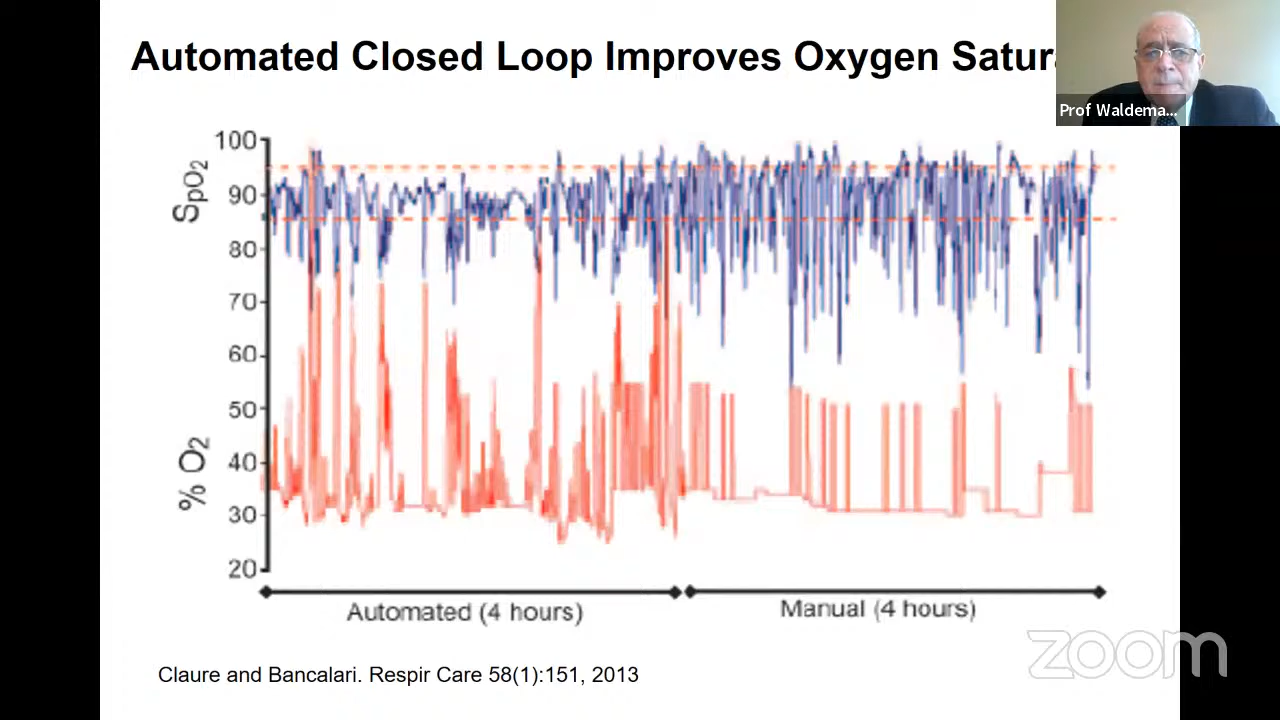 Automated Closed Loop Improves Oxygen Satur
Prof Waldema...
100
90
80
70
60
50
40
30
20
SpO2
% O2
Automated (4 hours)
Manual (4 hours)
zoom
Claure and Bancalari. Respir Care 58(1):151, 2013